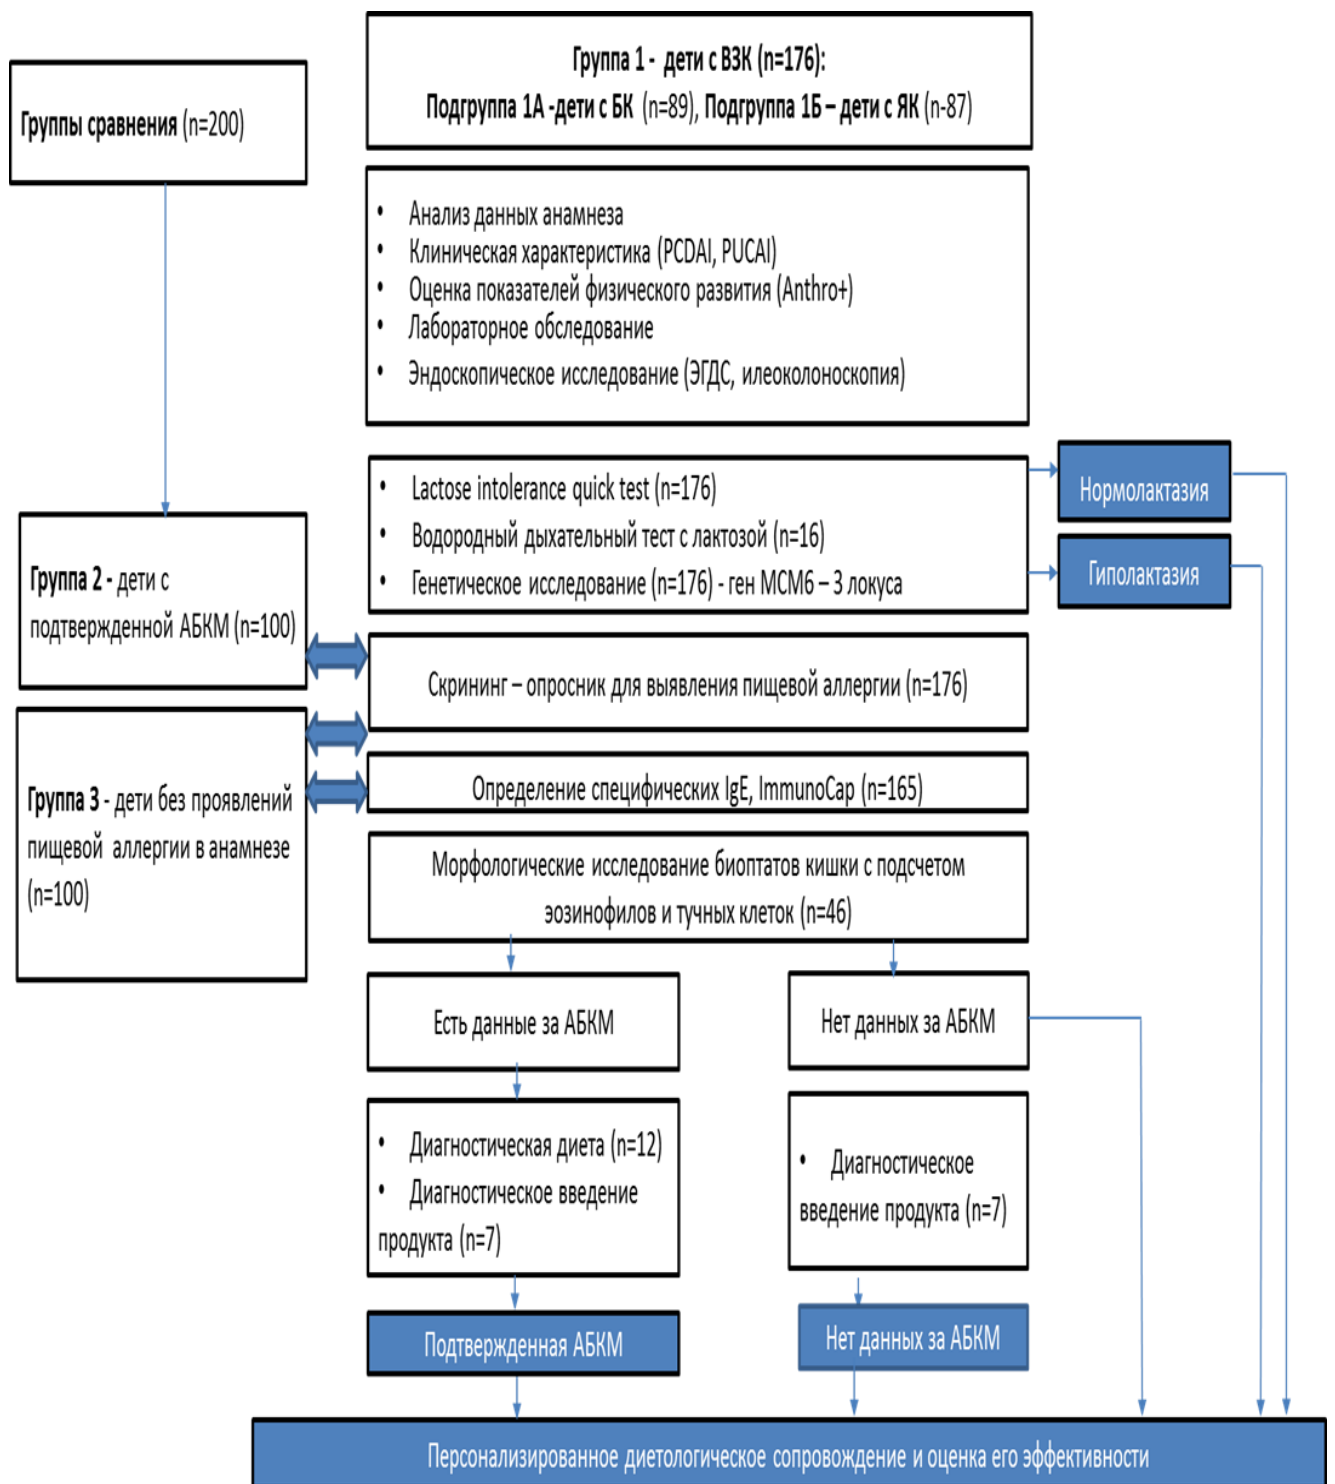 Группа 1 - дети с ВЗК (n=176):
Подгруппа 1А -дети с БК (n=89), Подгруппа 1Б – дети с ЯК (n-87)
Группы сравнения (n=200)
• Анализ данных анамнеза
• Клиническая характеристика (PCDAI, PUCAI)
• Оценка показателей физического развития (Anthro+)
• Лабораторное обследование
• Эндоскопическое исследование (ЭГДС, илеоколоноскопия)
• Lactose intolerance quick test (n=176)
• Водородный дыхательный тест с лактозой (n=16)
• Генетическое исследование (n=176) - ген МСМ6 – 3 локуса
Нормолактазия
Гиполактазия
Группа 2 - дети с
подтвержденной АБКМ (n=100)
Скрининг – опросник для выявления пищевой аллергии (n=176)
Группа 3 - дети без проявлений
пищевой аллергии в анамнезе
(n=100)
Определение специфических IgE, ImmunoCap (n=165)
Морфологические исследование биоптатов кишки с подсчетом
эозинофилов и тучных клеток (n=46)
Есть данные за АБКМ
Нет данных за АБКМ
• Диагностическая диета (n=12)
• Диагностическое введение
продукта (n=7)
• Диагностическое
введение продукта (n=7)
Подтвержденная АБКМ
Нет данных за АБКМ
Персонализированное диетологическое сопровождение и оценка его эффективности